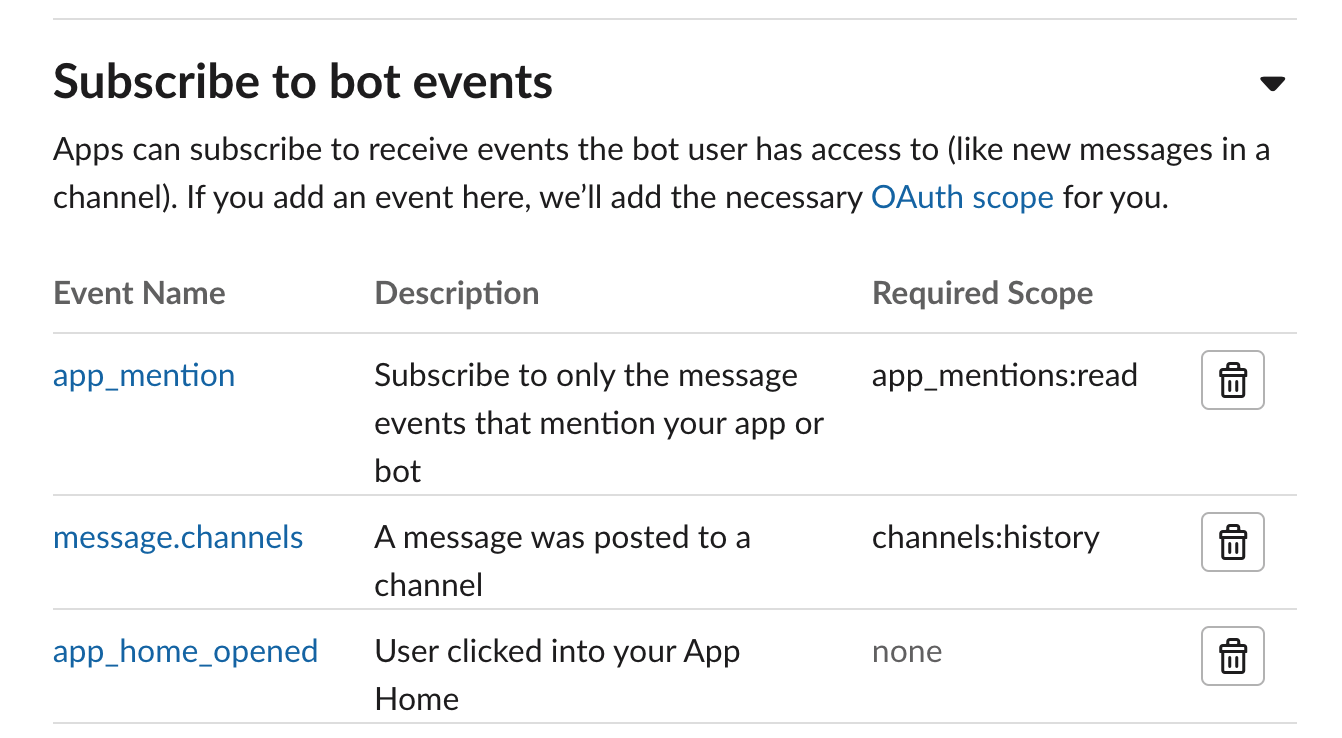 Subscribe to bot events
Apps can subscribe to receive events the bot user has access to (like new messages in a
channel). If you add an event here, we’ll add the necessary OAuth scope for you.
Event Name Description Required Scope
app_mention Subscribe to only the message app_mentions:read
events that mention your app or
bot
message.channels A message was posted to a channels:history
channel
app_home_opened User clicked into your App none
Home